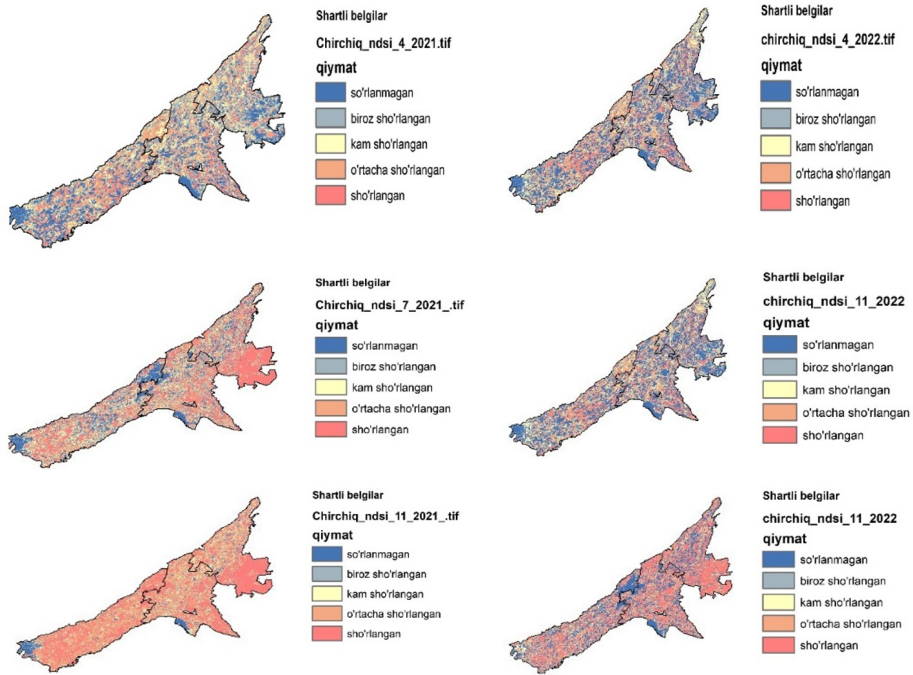 Shartli belgilar
Chirchiq_ndsi_4_2021.tif
qiymat
so'rlanmagan
biroz sho'rlangan
kam sho'rlangan
o'rtacha sho'rlangan
sho'rlangan
Shartli belgilar
chirchiq_ndsi_4_2022.tif
qiymat
so'rlanmagan
biroz sho'rlangan
kam sho'rlangan
o'rtacha sho'rlangan
sho'rlangan
Shartli belgilar
Chirchiq_ndsi_7_2021_.tif
qiymat
so'rlanmagan
biroz sho'rlangan
kam sho'rlangan
o'rtacha sho'rlangan
sho'rlangan
Shartli belgilar
chirchiq_ndsi_11_2022
qiymat
so'rlanmagan
biroz sho'rlangan
kam sho'rlangan
o'rtacha sho'rlangan
sho'rlangan
Shartli belgilar
Chirchiq_ndsi_11_2021_.tif
qiymat
so'rlanmagan
biroz sho'rlangan
kam sho'rlangan
o'rtacha sho'rlangan
sho'rlangan
Shartli belgilar
chirchiq_ndsi_11_2022
qiymat
so'rlanmagan
biroz sho'rlangan
kam sho'rlangan
o'rtacha sho'rlangan
sho'rlangan